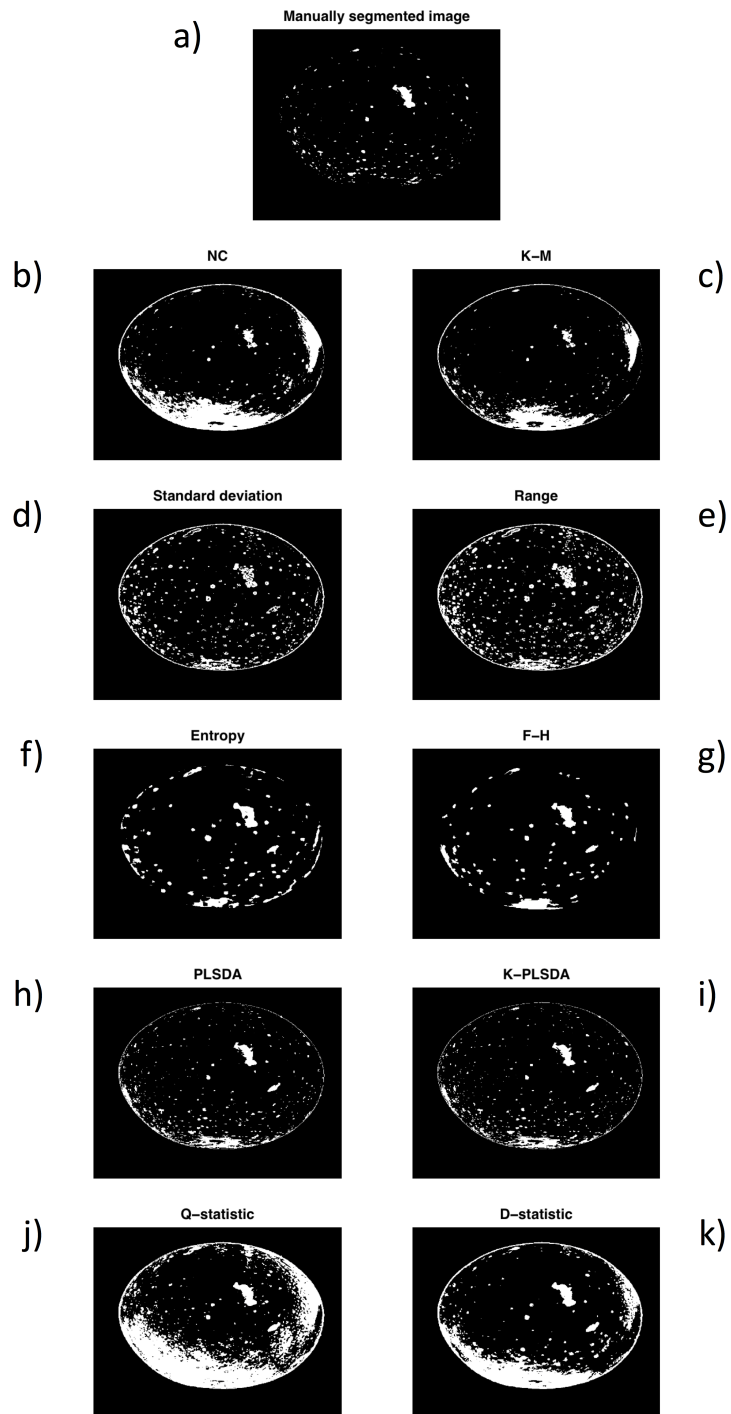 Manually segmented image
a)
NC
b)
K−M
c)
Standard deviation
d)
Range
e)
Entropy
f)
F−H
g)
PLSDA
h)
K−PLSDA
i)
Q−statistic
j)
D−statistic
k)